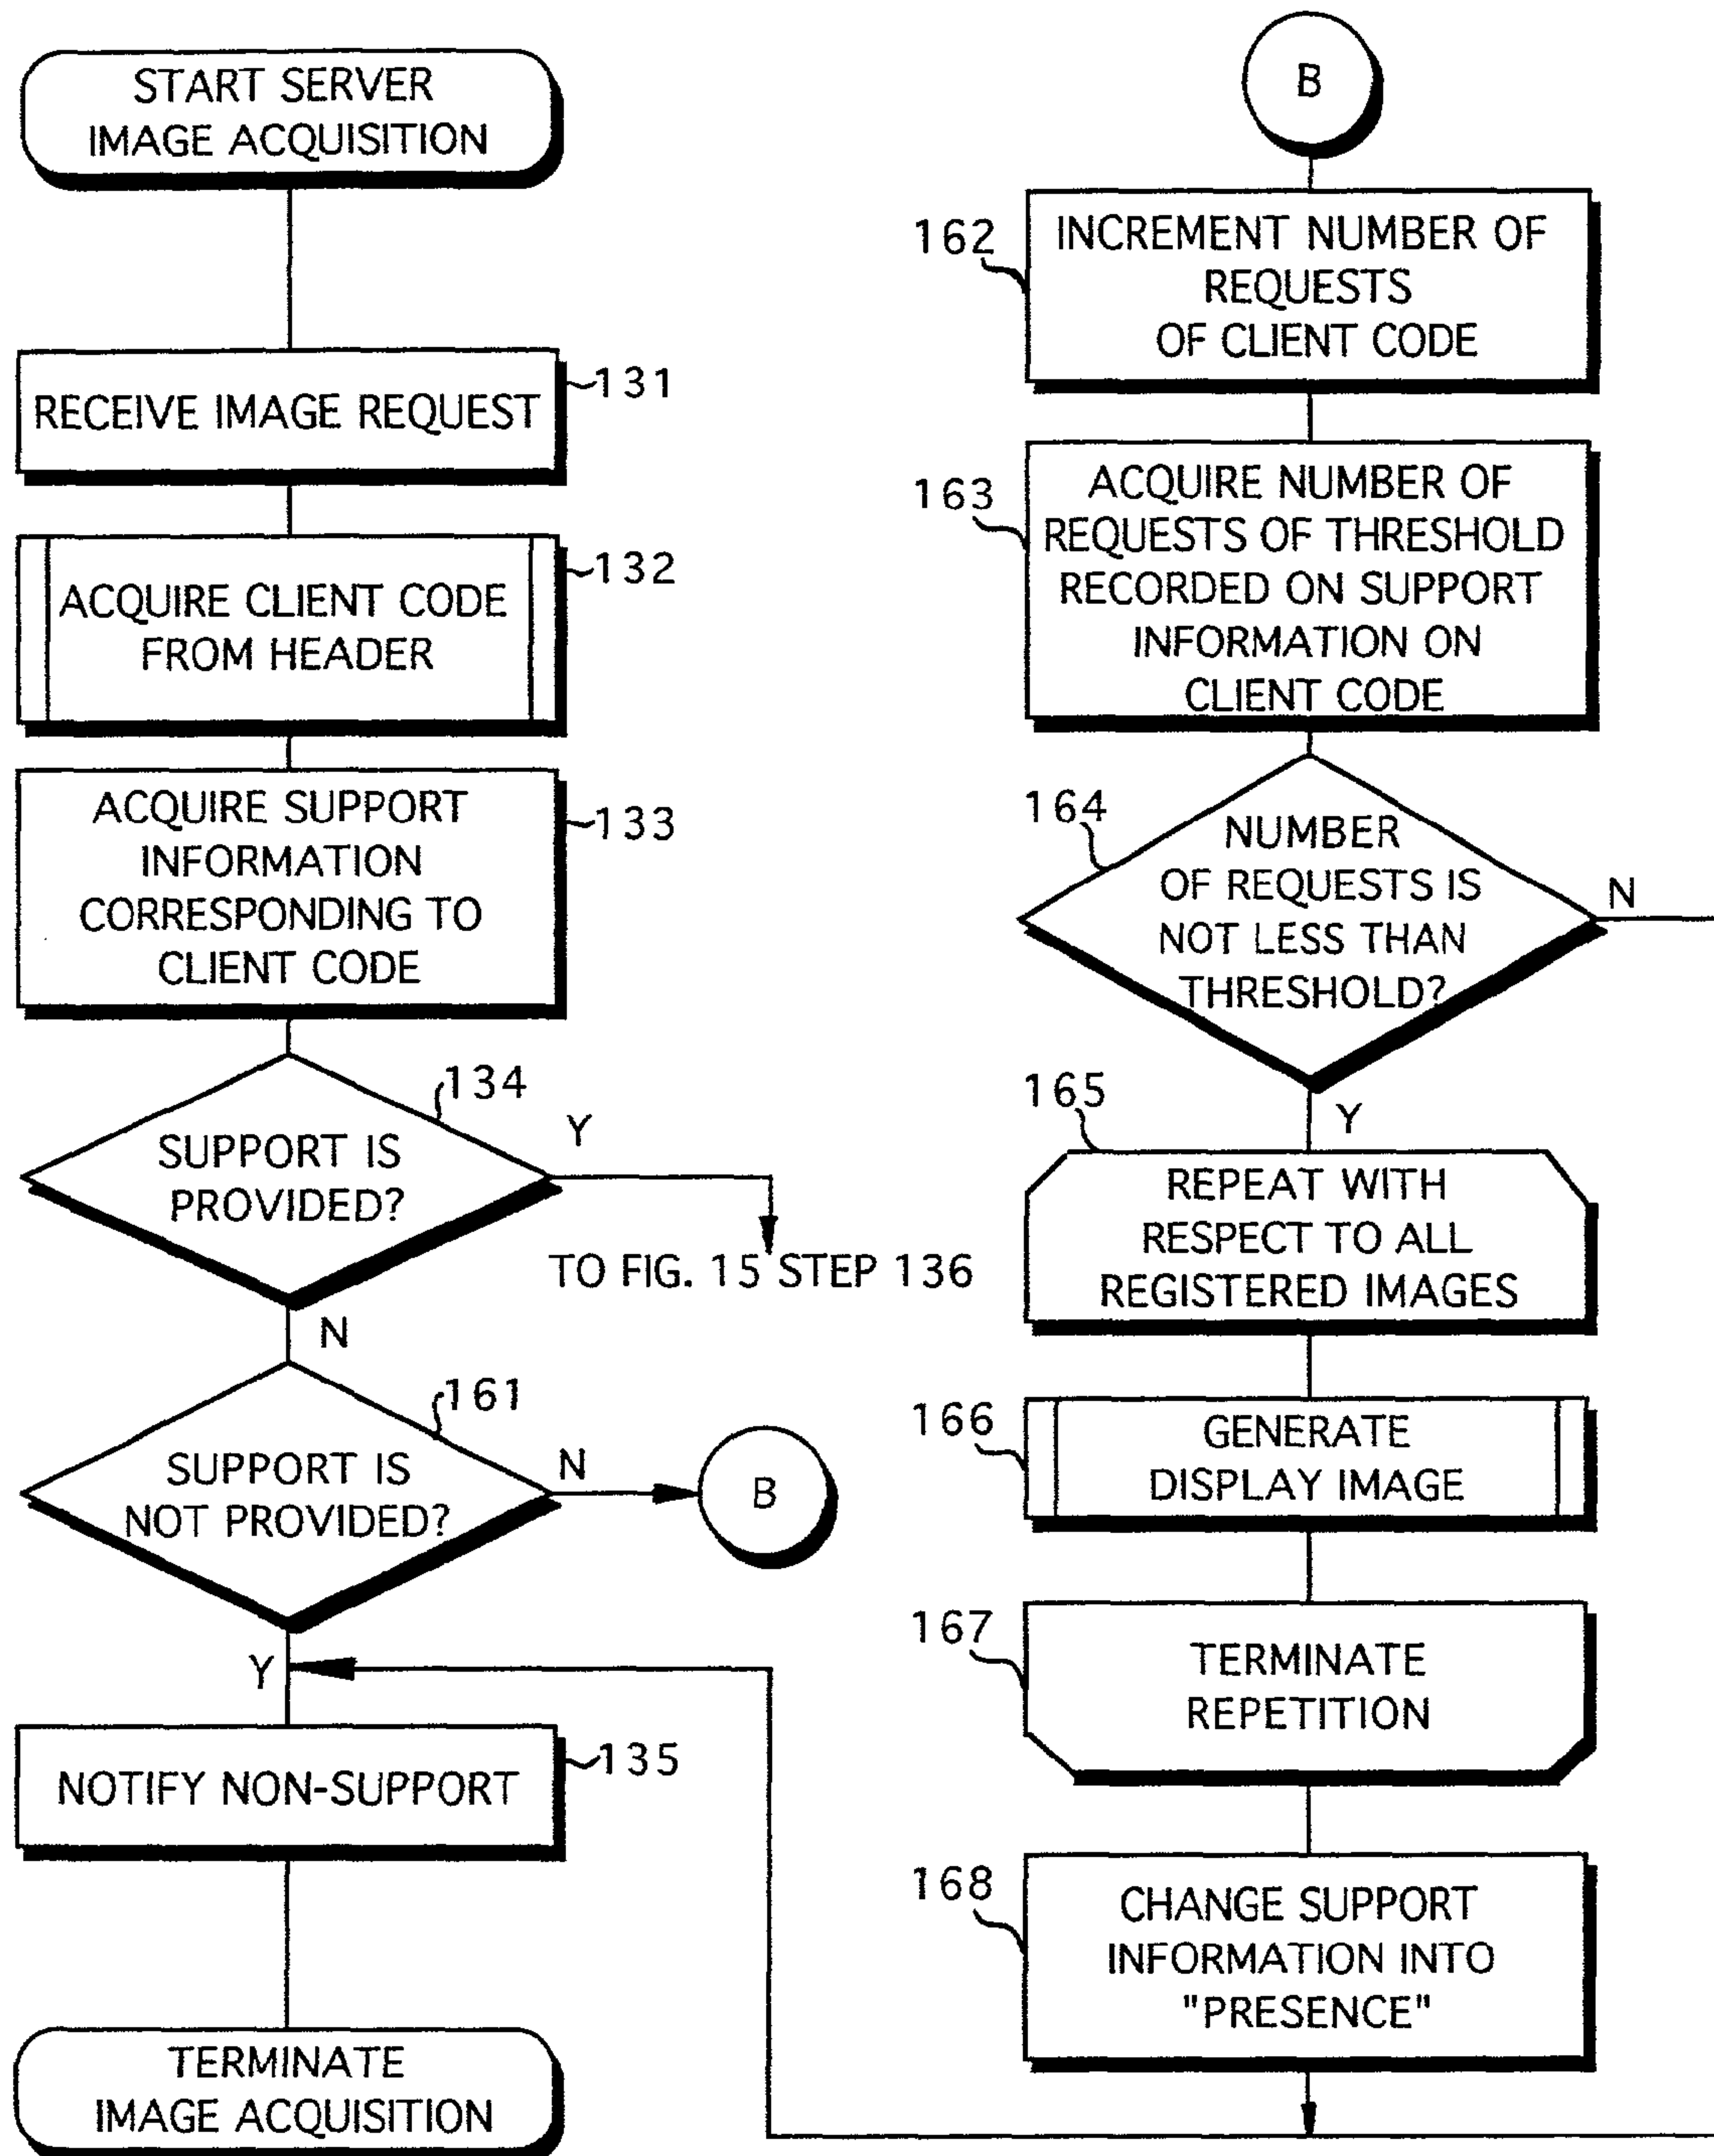 START SERVER
IMAGE ACQUISITION
RECEIVE IMAGE REQUEST
131
ACQUIRE CLIENT CODE
FROM HEADER
132
ACQUIRE SUPPORT
INFORMATION
CORRESPONDING TO
CLIENT CODE
133
134
SUPPORT IS
PROVIDED?
Y
TO FIG. 15 STEP 136
N
161
SUPPORT IS
NOT PROVIDED?
N
B
Y
NOTIFY NON-SUPPORT
135
TERMINATE
IMAGE ACQUISITION
B
162
INCREMENT NUMBER OF
REQUESTS
OF CLIENT CODE
163
ACQUIRE NUMBER OF
REQUESTS OF THRESHOLD
RECORDED ON SUPPORT
INFORMATION ON
CLIENT CODE
164
NUMBER
OF REQUESTS IS
NOT LESS THAN
THRESHOLD?
N
Y
165
REPEAT WITH
RESPECT TO ALL
REGISTERED IMAGES
166
GENERATE
DISPLAY IMAGE
167
TERMINATE
REPETITION
168
CHANGE SUPPORT
INFORMATION INTO
"PRESENCE"